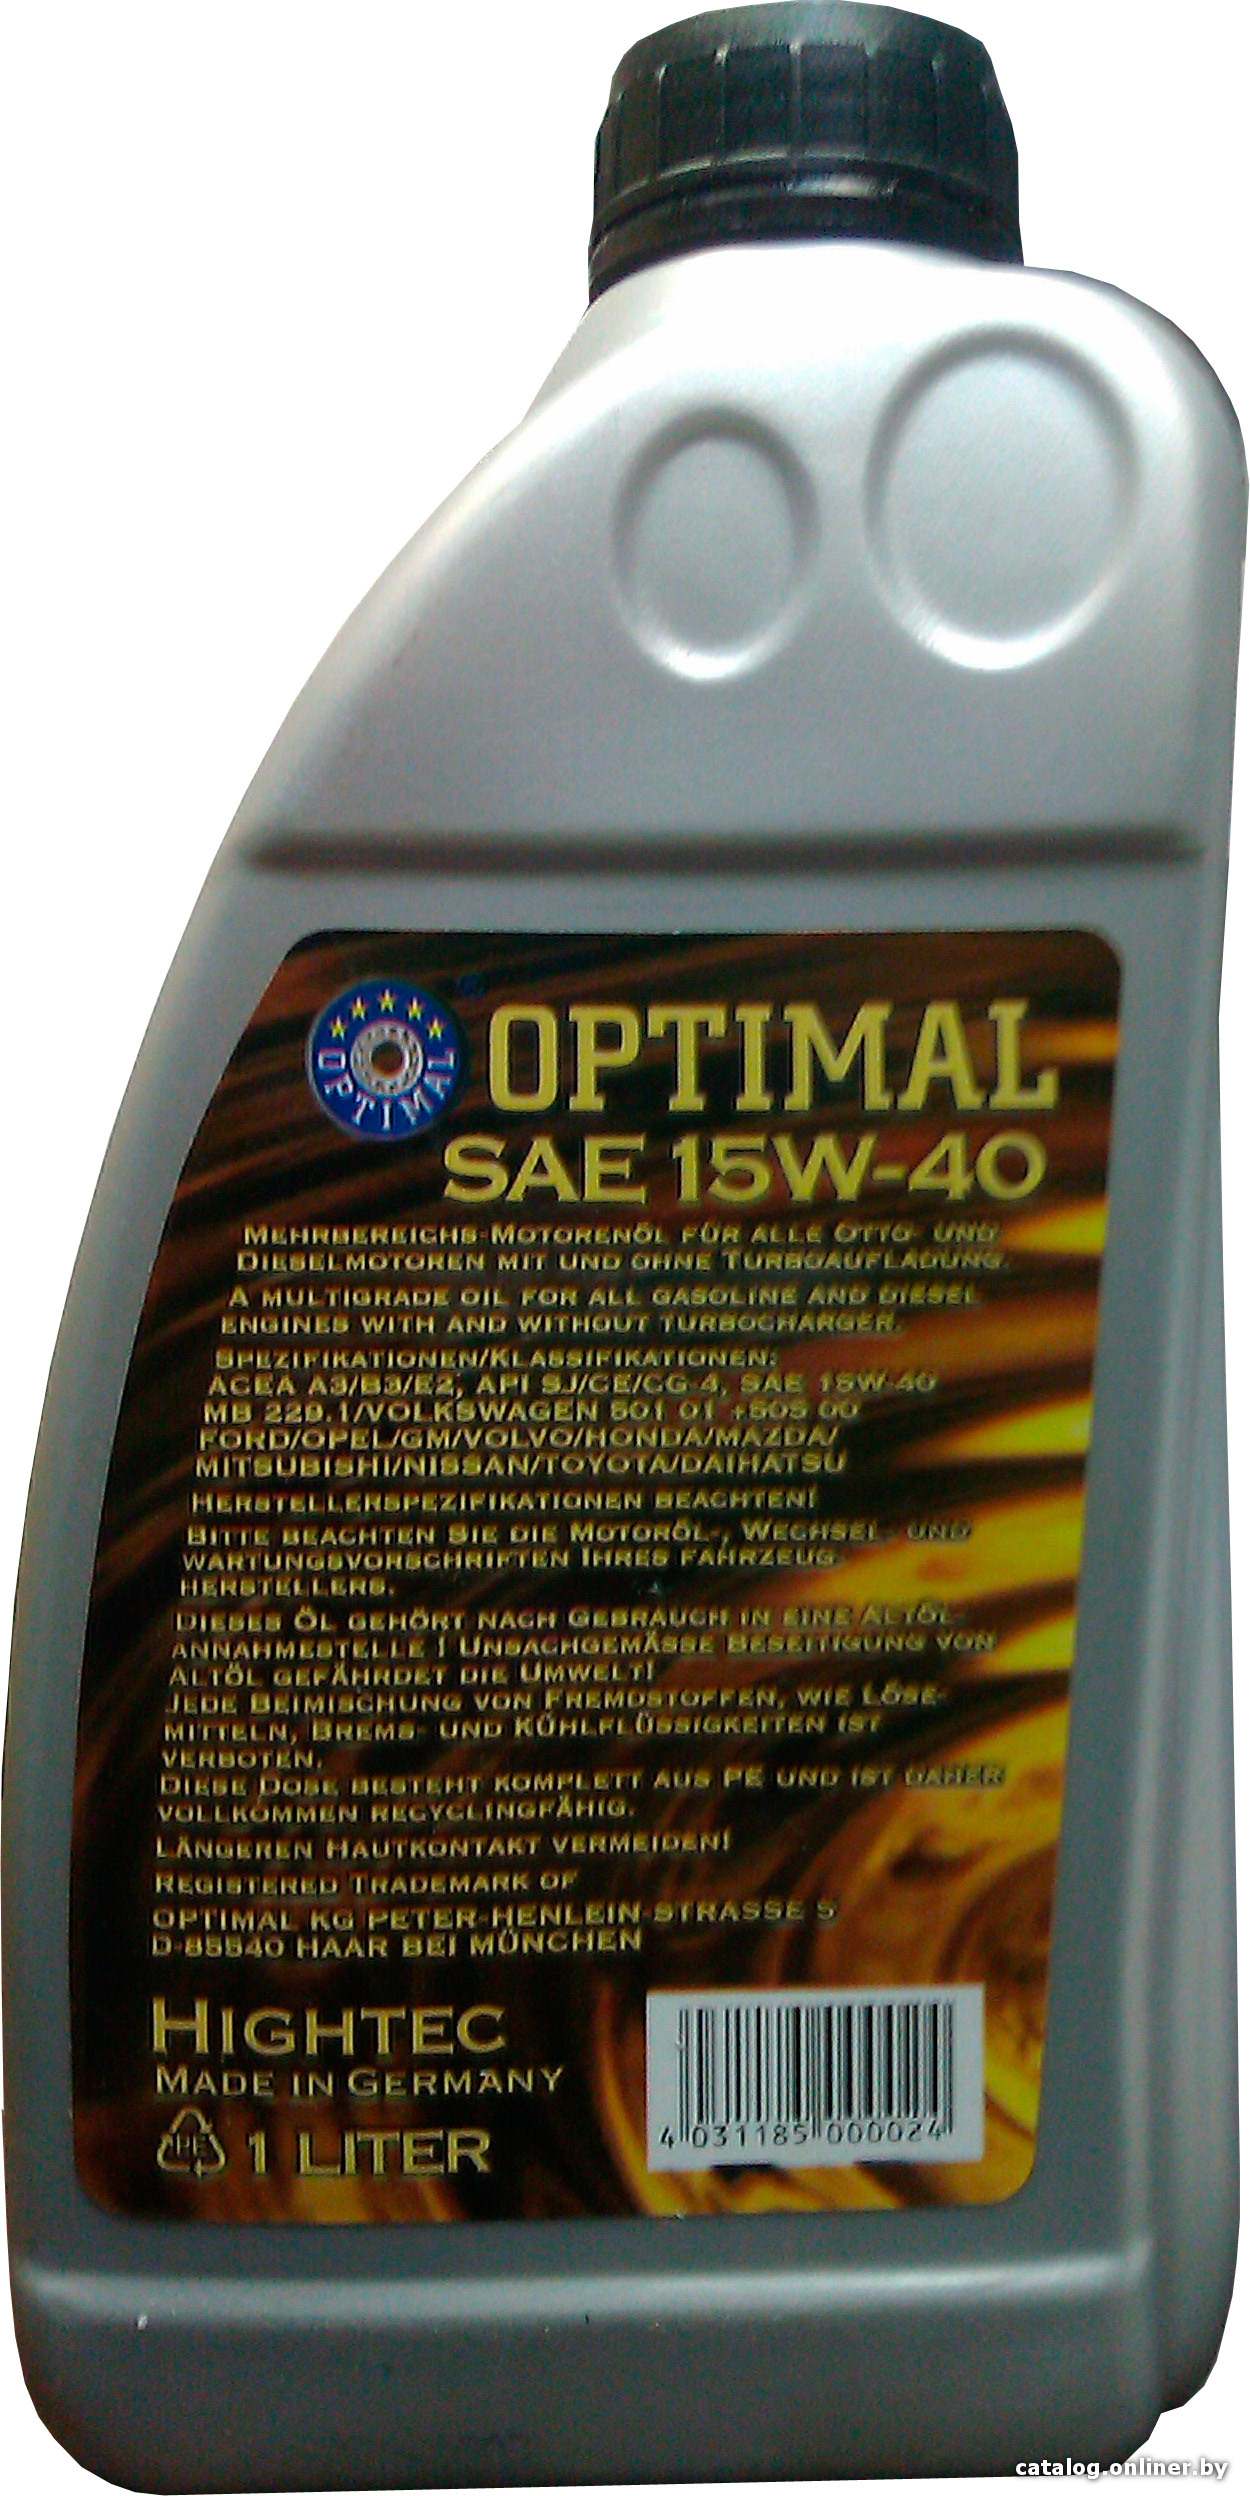 OPTIMAL
OPTIMAL
SAE 15W-40
MEHRBEREICHS-MOTORENÖL FÜR ALLE OTTO- UND
DIESELMOTOREN MIT UND OHNE TURBOAUFLADUNG.
A MULTIGRADE OIL FOR ALL GASOLINE AND DIESEL
ENGINES WITH AND WITHOUT TURBOCHARGER.
SPEZIFIKATIONEN/KLASSIFIKATIONEN:
ACEA A3/B3/E2, API SJ/CE/CG-4, SAE 15W-40
MB 229.1/VOLKSWAGEN 501 01 +505 00
FORD/OPEL/GM/VOLVO/HONDA/MAZDA/
MITSUBISHI/NISSAN/TOYOTA/DAIHATSU
HERSTELLERSPEZIFIKATIONEN BEACHTEN!
BITTE BEACHTEN SIE DIE MOTORÖL-, WECHSEL- UND
WARTUNGSVORSCHRIFTEN IHRES FAHRZEUG-
HERSTELLERS.
DIESES ÖL GEHÖRT NACH GEBRAUCH IN EINE ALTÖL-
ANNAHMESTELLE ! UNSACHGEMÄSSE BESEITIGUNG VON
ALTÖL GEFÄHRDET DIE UMWELT!
JEDE BEIMISCHUNG VON FREMDSTOFFEN, WIE LÖSE-
MITTELN, BREMS- UND KÜHLFLÜSSIGKEITEN IST
VERBOTEN.
DIESE DOSE BESTEHT KOMPLETT AUS PE UND IST DAHER
VOLLKOMMEN RECYCLINGFÄHIG.
LÄNGEREN HAUTKONTAKT VERMEIDEN!
REGISTERED TRADEMARK OF
OPTIMAL KG PETER-HENLEIN-STRASSE 5
D-85540 HAAR BEI MÜNCHEN
HIGHTEC
MADE IN GERMANY
PE 1 LITER
4 031185 000024
catalog.onliner.by